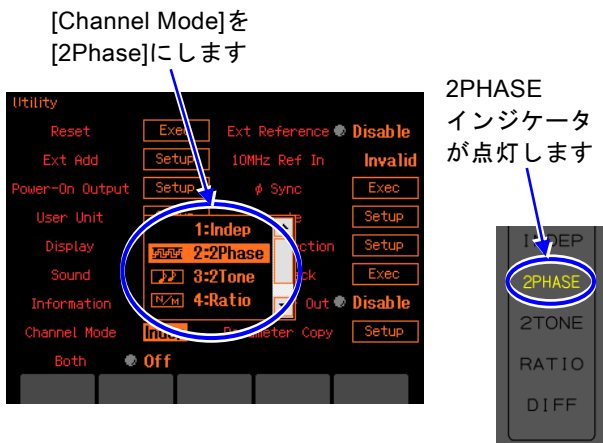 [Channel Mode]を
[2Phase]にします
2PHASE
インジケータ
が点灯します
Utility
Reset Exec Ext Reference Disable
Ext Add Setup 10MHz Ref In Invalid
Power-On Output Setup ø Sync Exec
User Unit Setup
Display Setup
Sound Exec
Information Out Disable
Channel Mode Parameter Copy Setup
Both Off
1:Indep
2:2Phase
3:2Tone
N/M 4:Ratio
INDEP
2PHASE
2TONE
RATIO
DIFF